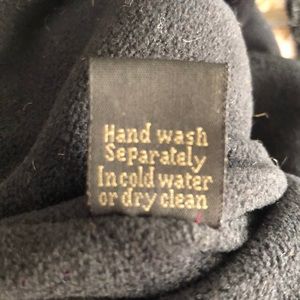 Hand wash
Separately
In cold water
or dry clean